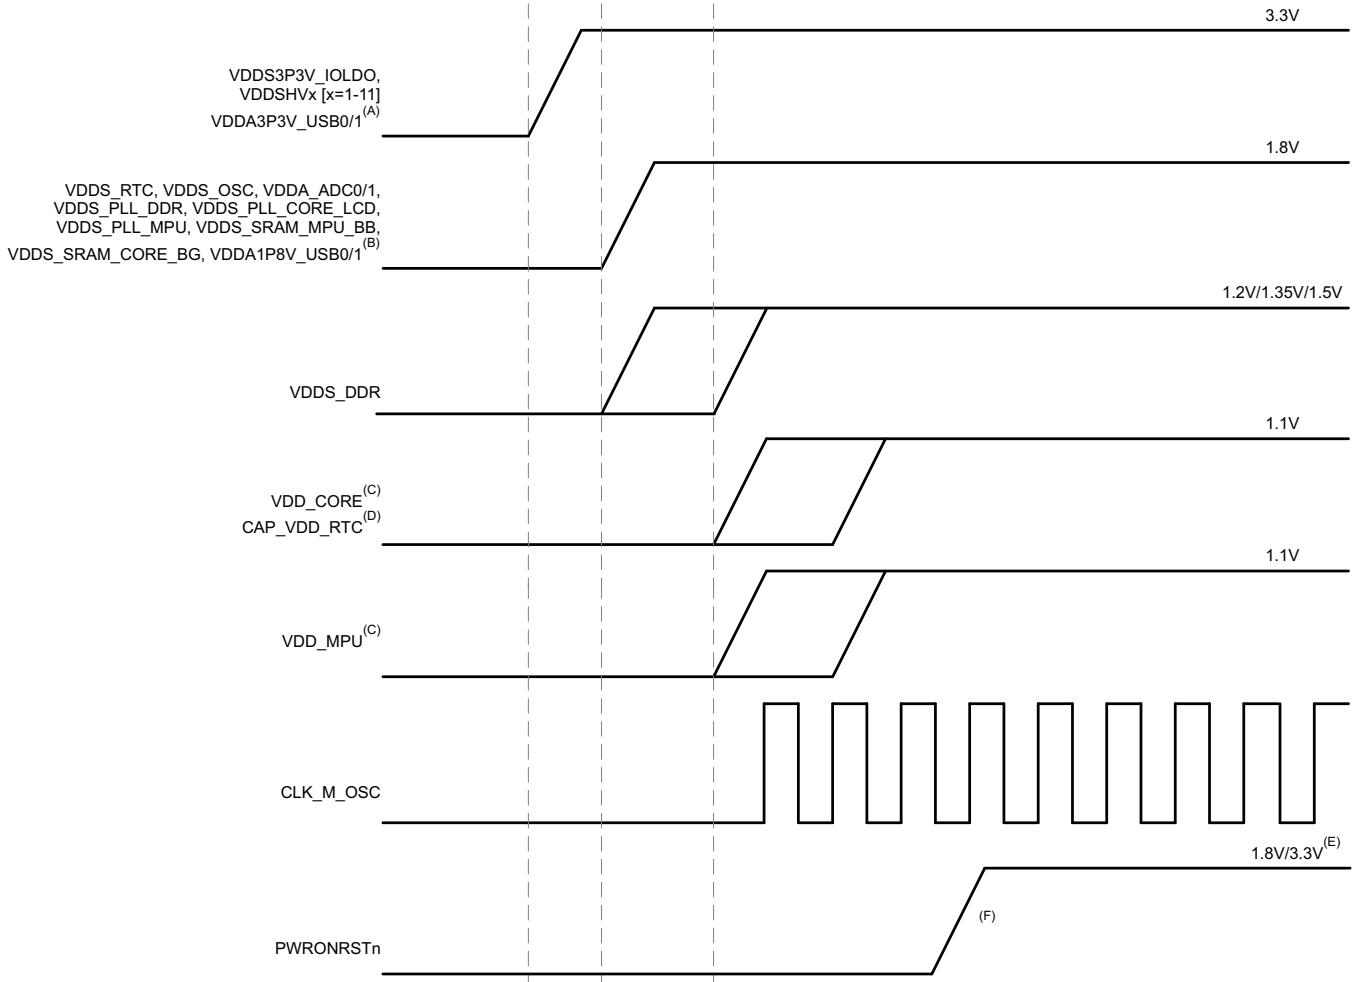 3.3V
VDDS3P3V_IOLDO,
VDDSHVx [x=1-11]
VDDA3P3V_USB0/1(A)
1.8V
VDDS_RTC, VDDS_OSC, VDDA_ADC0/1,
VDDS_PLL_DDR, VDDS_PLL_CORE_LCD,
VDDS_PLL_MPU, VDDS_SRAM_MPU_BB,
VDDS_SRAM_CORE_BG, VDDA1P8V_USB0/1(B)
1.2V/1.35V/1.5V
VDDS_DDR
1.1V
VDD_CORE(C)
CAP_VDD_RTC(D)
1.1V
VDD_MPU(C)
CLK_M_OSC
1.8V/3.3V(E)
(F)
PWRONRSTn